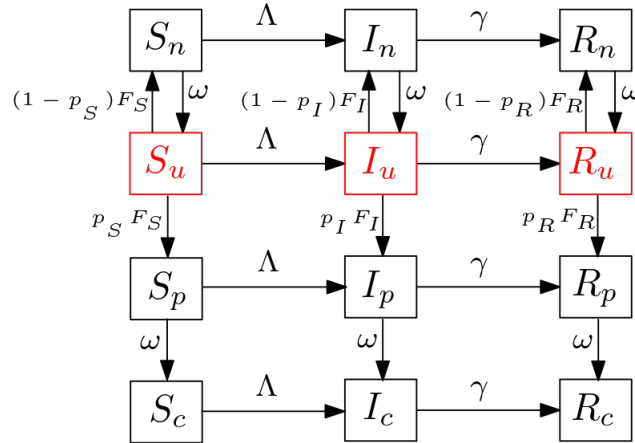 S_n Λ I_n γ R_n
(1 - p_S)F_S ω (1 - p_I)F_I ω (1 - p_R)F_R ω
S_u Λ I_u γ R_u
p_S F_S p_I F_I p_R F_R
S_p Λ I_p γ R_p
ω ω ω
S_c Λ I_c γ R_c